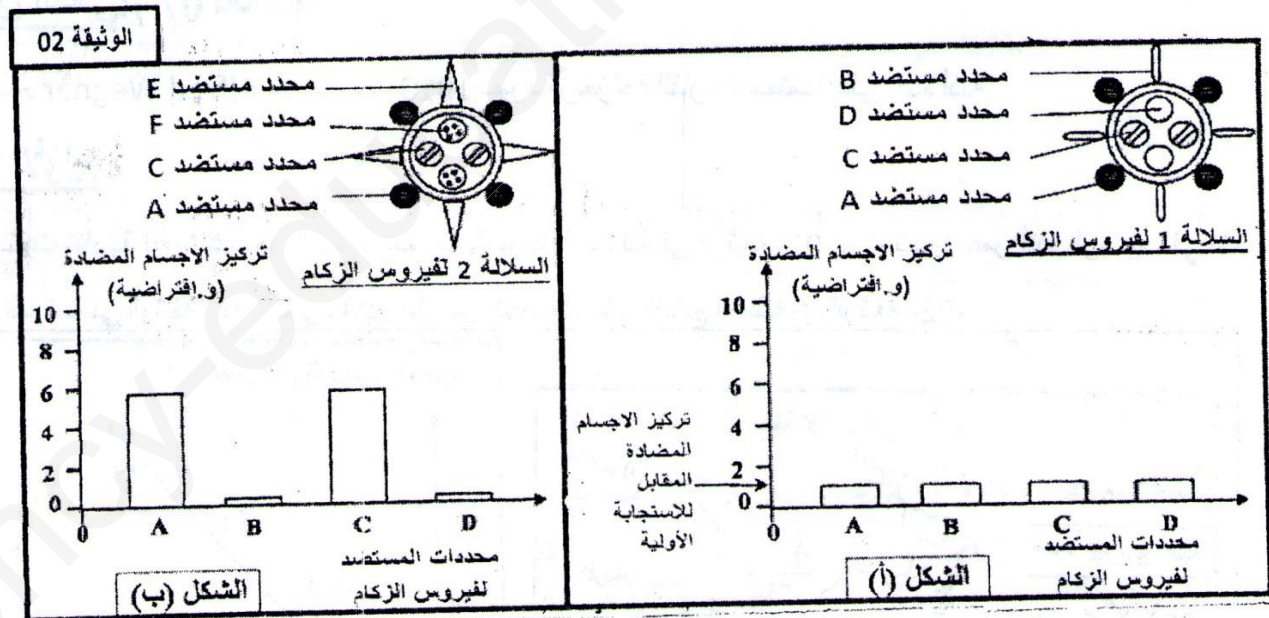 الوثيقة 02
محدد مستضد B
محدد مستضد D
محدد مستضد C
محدد مستضد A
السلالة 1 لفيروس الزكام
تركيز الاجسام المضادة
(و.افتراضية)
10
8
6
4
2
0
تركيز الاجسام
المضادة
المقابل
للاستجابة
الأولية
0 A B C D
محددات المستضد
لفيروس الزكام
الشكل (أ)
محدد مستضد E
محدد مستضد F
محدد مستضد C
محدد مستضد A
السلالة 2 لفيروس الزكام
تركيز الاجسام المضادة
(و.افتراضية)
10
8
6
4
2
0
0 A B C D
محددات المستضد
لفيروس الزكام
الشكل (ب)